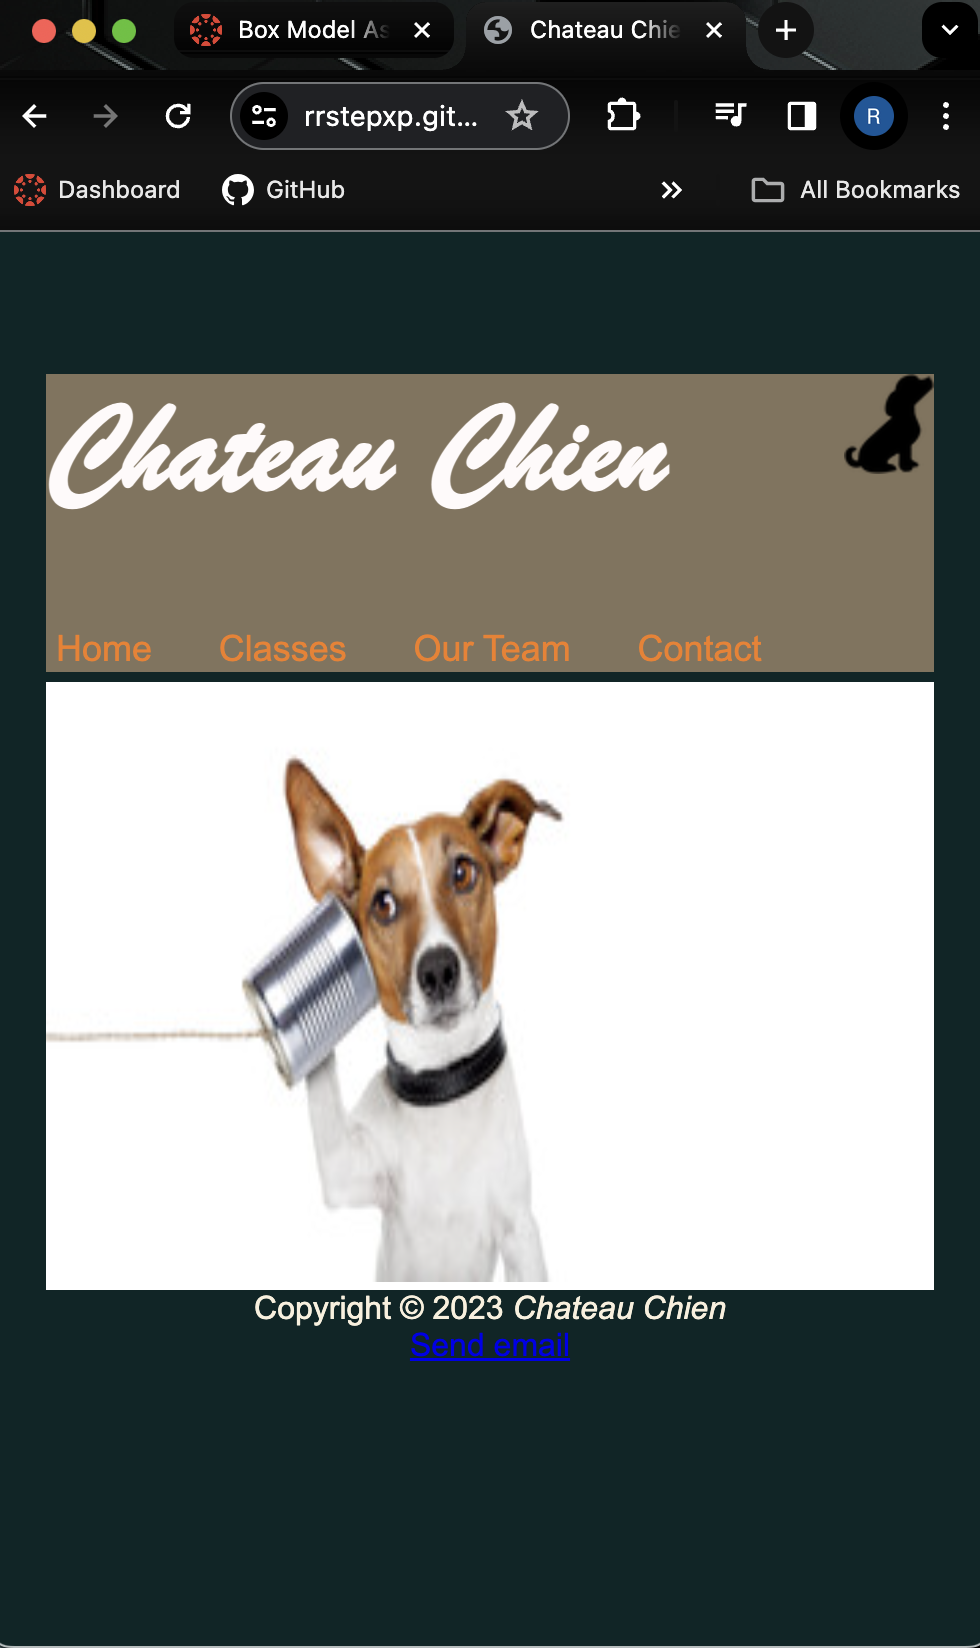 Box Model As
Chateau Chie
rrstepxp.git...
R
Dashboard
GitHub
All Bookmarks
Chateau Chien
Home Classes Our Team Contact
Copyright © 2023 Chateau Chien
Send email